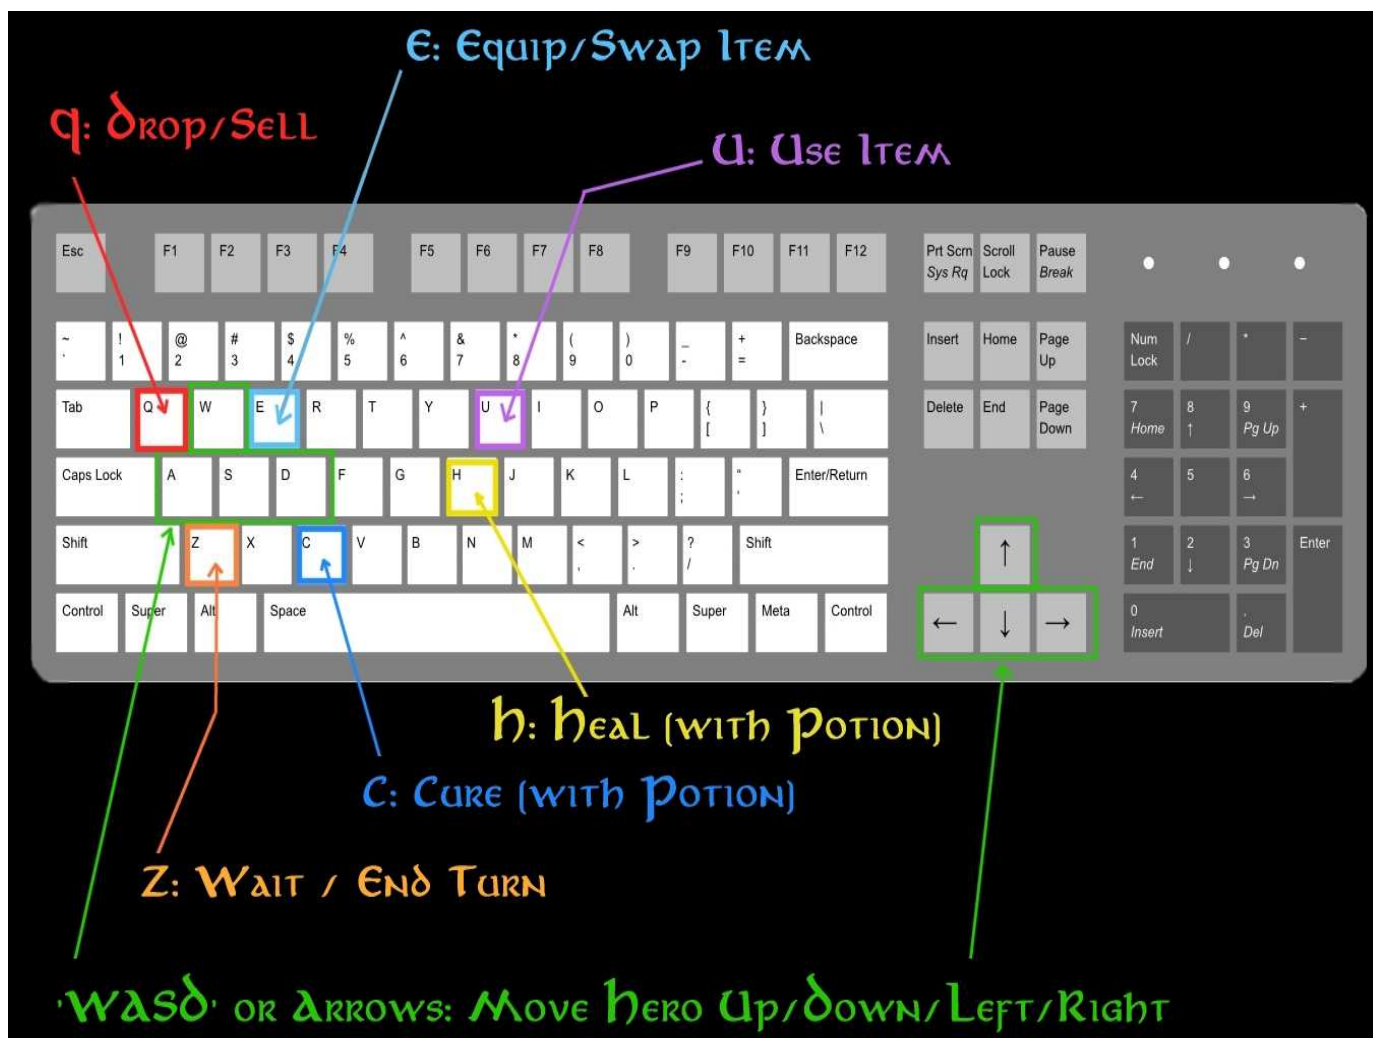 E: Equip/Swap Item
q: Drop/Sell
U: Use Item
Esc F1 F2 F3 F4 F5 F6 F7 F8 F9 F10 F11 F12 Prt Scrn Scroll Pause
Sys Rq Lock Break
~ ! @ # $ % ^ & * ( ) _ + Backspace Insert Home Page Num / * −
` 1 2 3 4 5 6 7 8 9 0 - = Up Lock
Tab Q W E R T Y U I O P { } | Delete End Page 7 8 9 +
[ ] \ Down Home ↑ Pg Up
Caps Lock A S D F G H J K L : “ Enter/Return 4 5 6
; ‘ ← →
Shift Z X C V B N M < > ? Shift ↑ 1 2 3 Enter
, . / End ↓ Pg Dn
Control Super Alt Space Alt Super Meta Control ← ↓ → 0 .
Insert Del
h: Heal (with Potion)
C: Cure (with Potion)
Z: Wait / End Turn
'WASD' or Arrows: Move Hero Up/Down/Left/Right